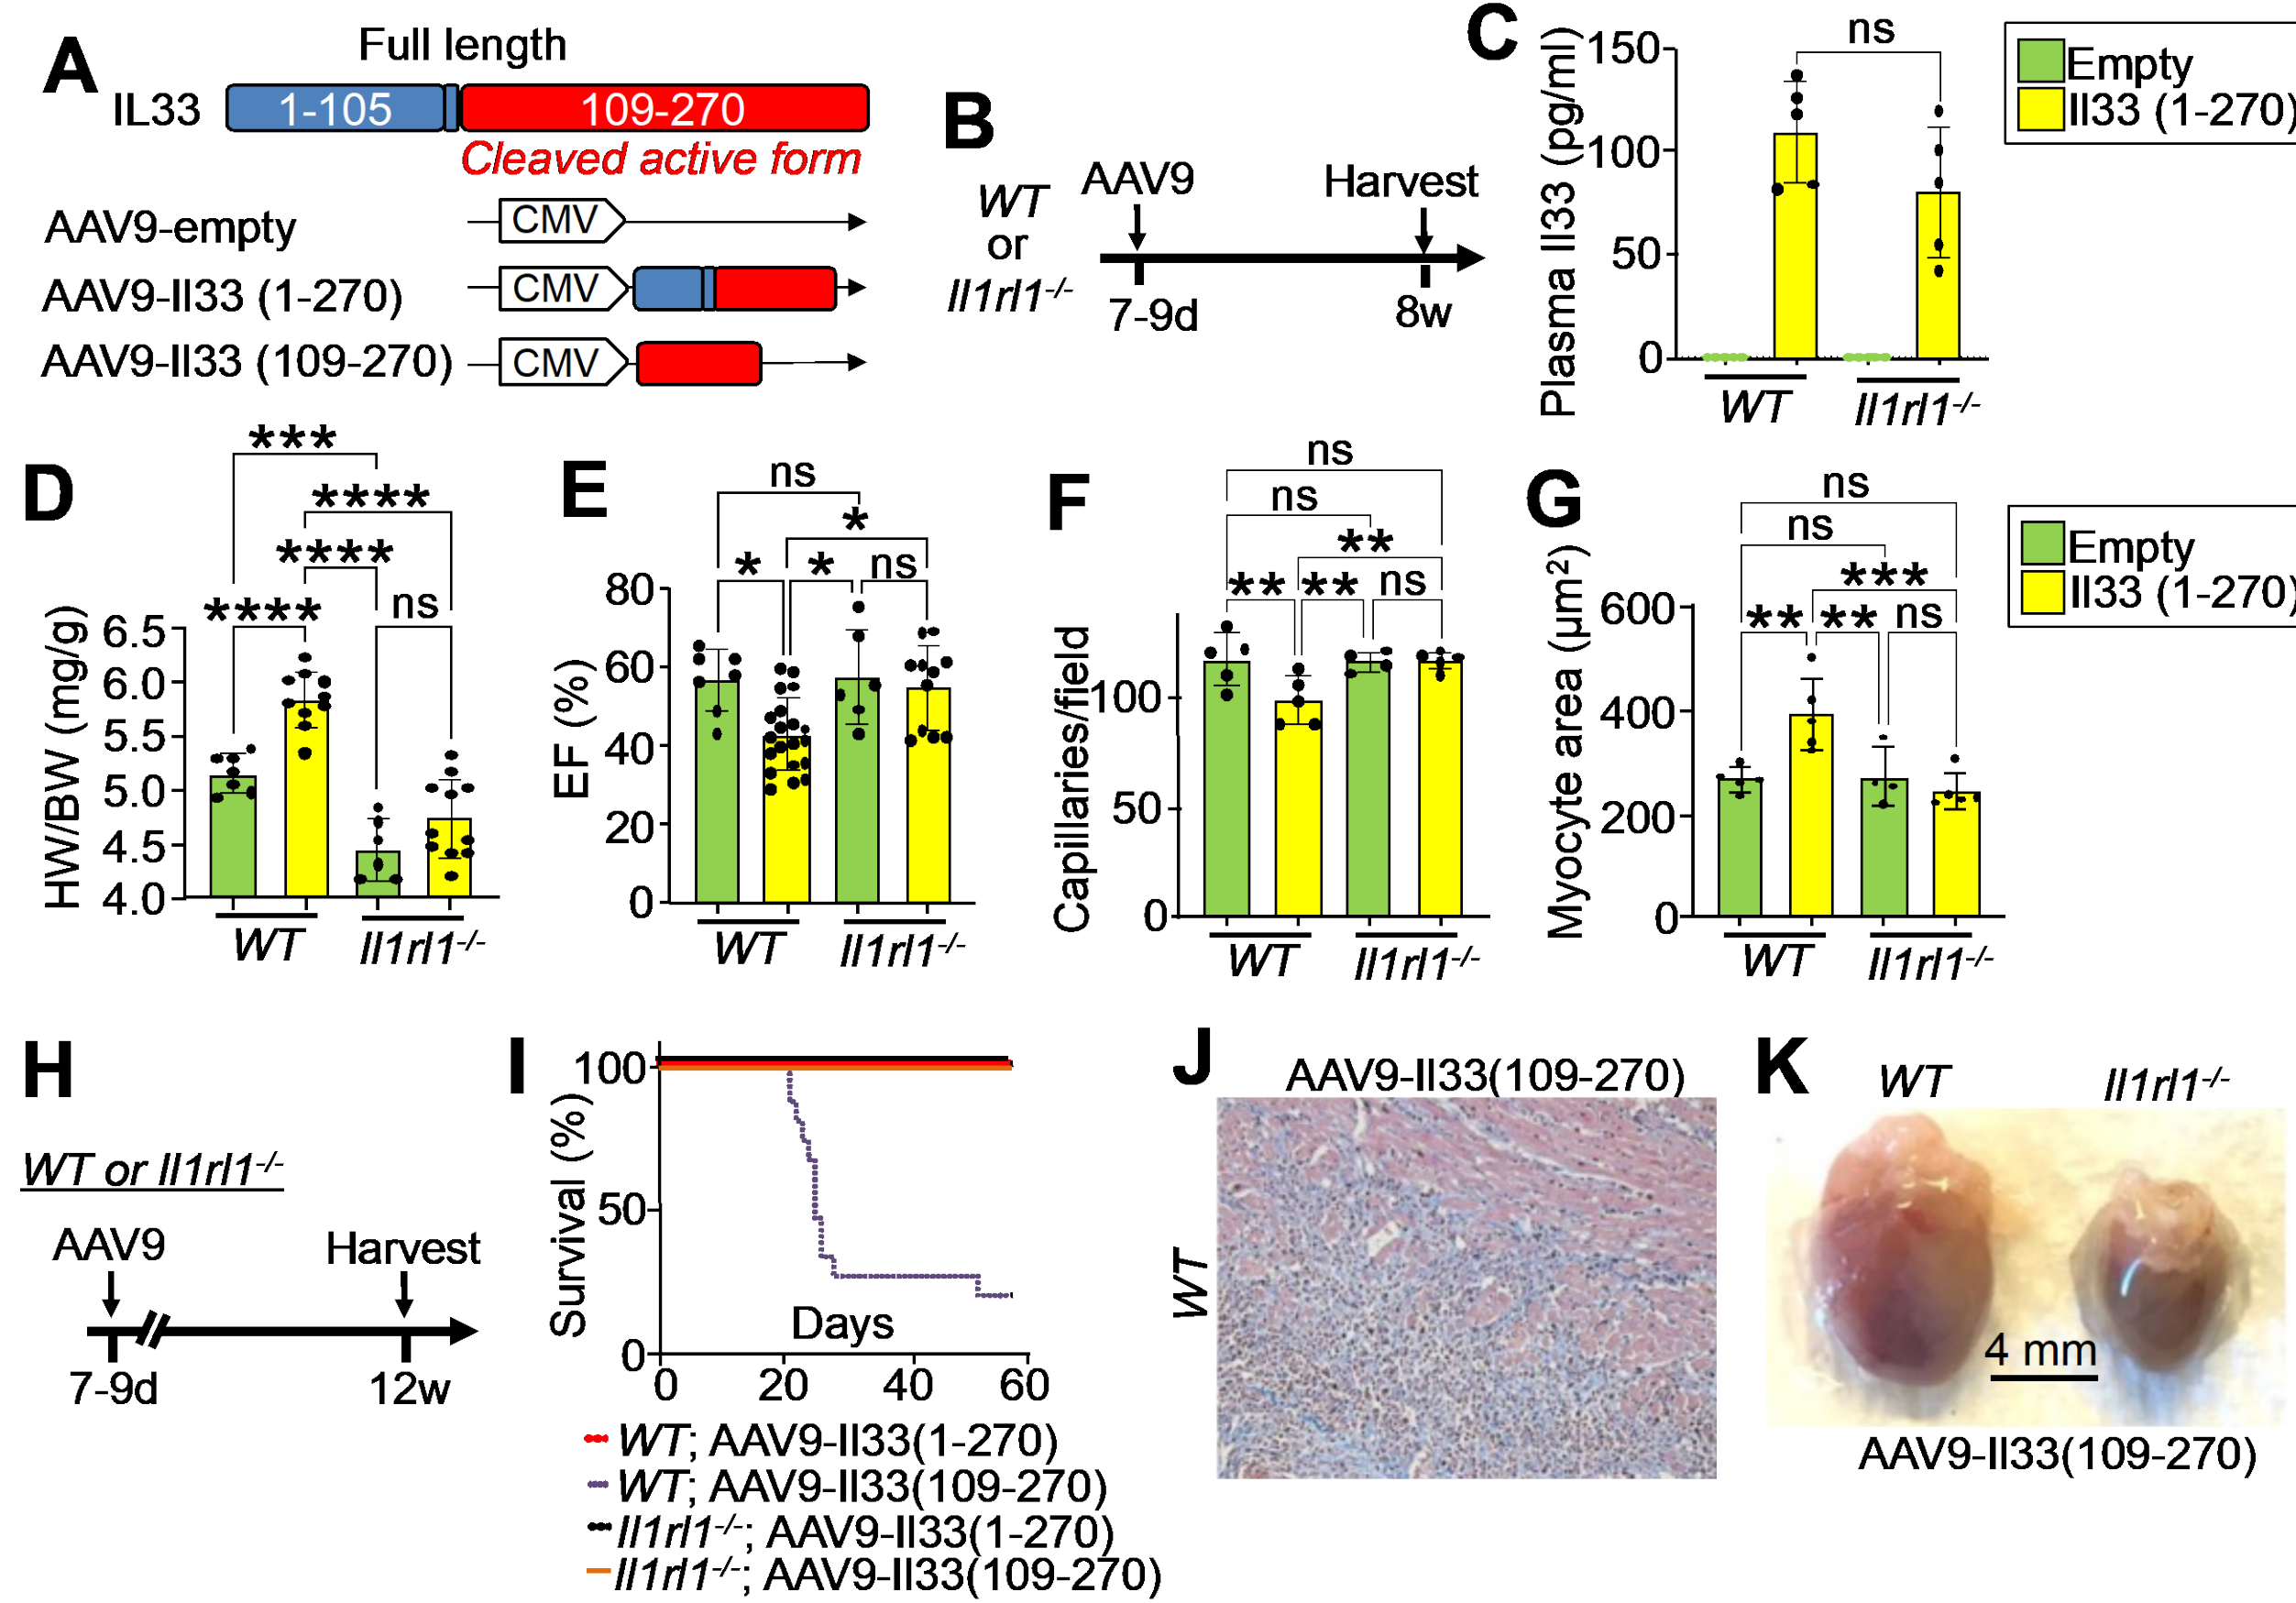 A
Full length
IL33
1-105
109-270
Cleaved active form
AAV9-empty
CMV
AAV9-Il33 (1-270)
CMV
AAV9-Il33 (109-270)
CMV
B
WT
or
Il1rl1-/-
AAV9
Harvest
7-9d
8w
C
Plasma Il33 (pg/ml)
150
100
50
0
ns
WT
Il1rl1-/-
Empty
Il33 (1-270)
D
HW/BW (mg/g)
6.5
6.0
5.5
5.0
4.5
4.0
***
****
****
****
ns
WT
Il1rl1-/-
E
EF (%)
80
60
40
20
0
ns
*
*
*
ns
WT
Il1rl1-/-
F
Capillaries/field
100
50
0
ns
ns
**
**
**
ns
WT
Il1rl1-/-
G
Myocyte area (µm²)
600
400
200
0
ns
ns
***
**
**
ns
WT
Il1rl1-/-
Empty
Il33 (1-270)
H
WT or Il1rl1-/-
AAV9
Harvest
7-9d
12w
I
Survival (%)
100
50
0
Days
0
20
40
60
WT; AAV9-Il33(1-270)
WT; AAV9-Il33(109-270)
Il1rl1-/-; AAV9-Il33(1-270)
Il1rl1-/-; AAV9-Il33(109-270)
J
AAV9-Il33(109-270)
WT
K
WT
Il1rl1-/-
4 mm
AAV9-Il33(109-270)